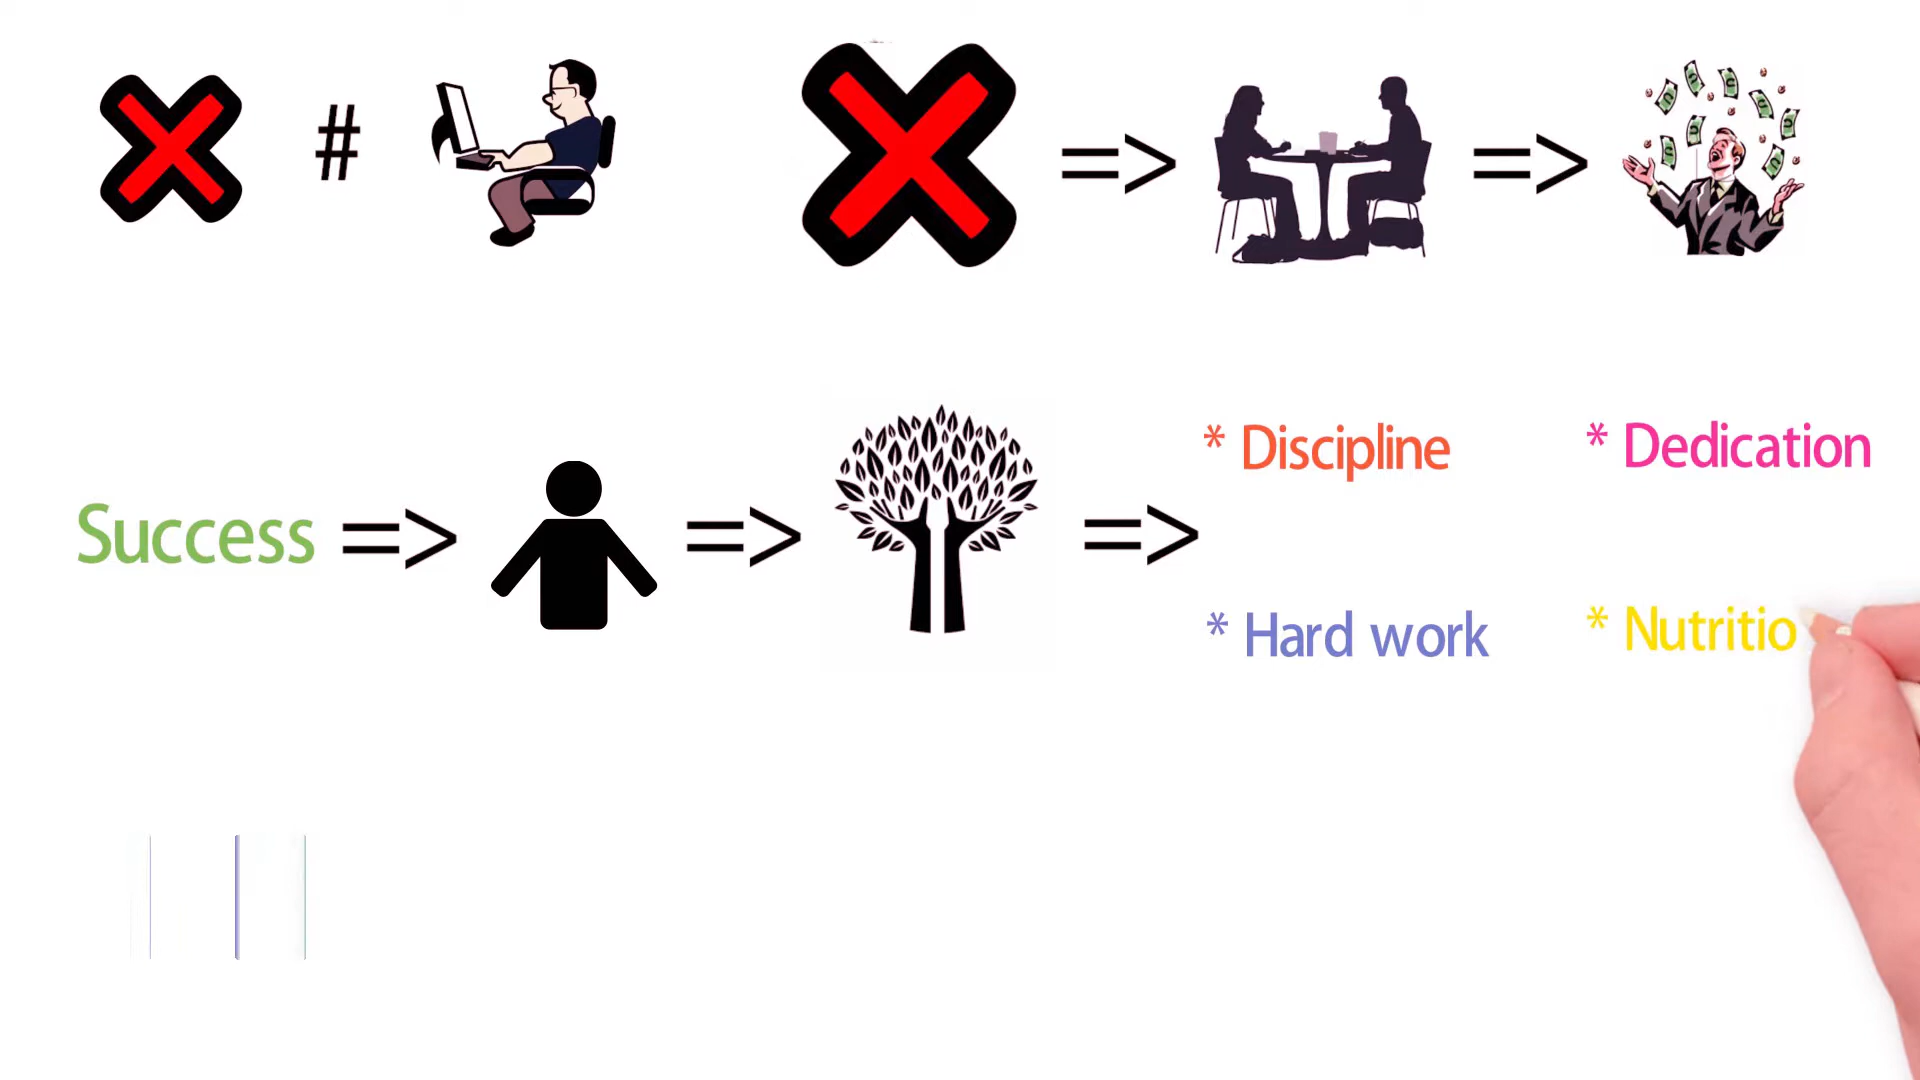 #
=> =>
* Discipline * Dedication
Success => => =>
* Hard work * Nutritio